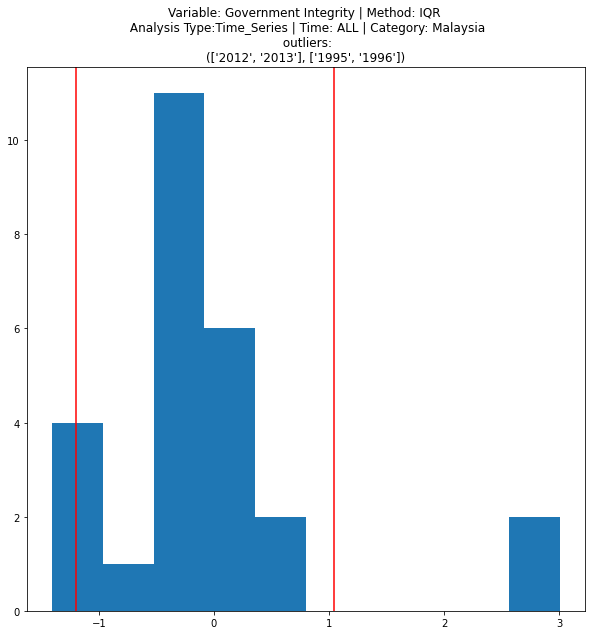 Variable: Government Integrity | Method: IQR
Analysis Type:Time_Series | Time: ALL | Category: Malaysia
outliers:
(['2012', '2013'], ['1995', '1996'])
10
8
6
4
2
0
−1
0
1
2
3